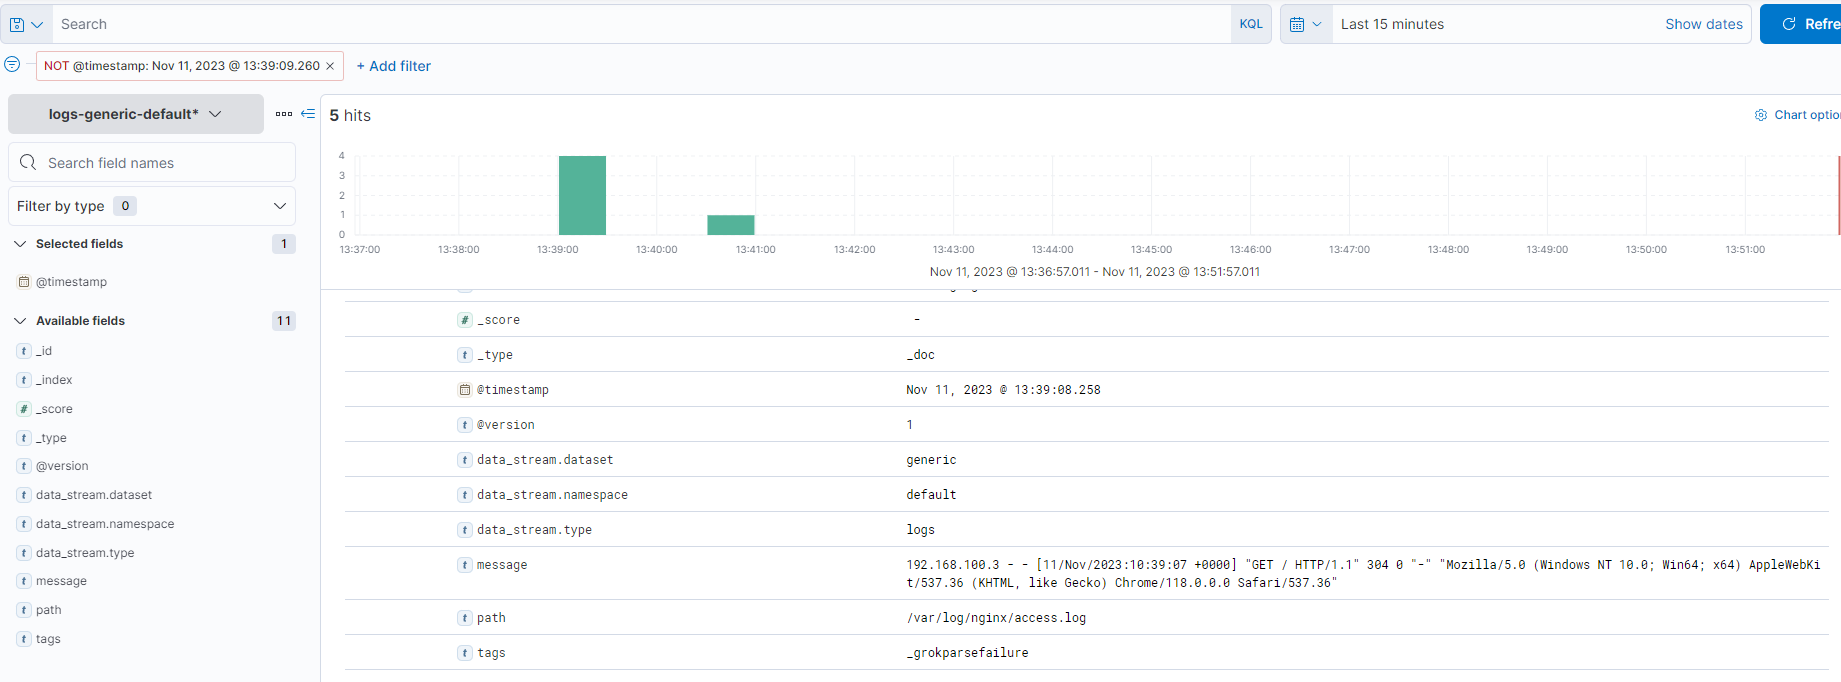 Search
KQL
Last 15 minutes
Show dates
Refre
NOT @timestamp: Nov 11, 2023 @ 13:39:09.260 ×
+ Add filter
logs-generic-default*
5 hits
Chart optio
Search field names
Filter by type 0
Selected fields 1
@timestamp
Available fields 11
t _id
t _index
# _score
t _type
t @version
t data_stream.dataset
t data_stream.namespace
t data_stream.type
t message
t path
t tags
4
3
2
1
0
13:37:00 13:38:00 13:39:00 13:40:00 13:41:00 13:42:00 13:43:00 13:44:00 13:45:00 13:46:00 13:47:00 13:48:00 13:49:00 13:50:00 13:51:00
Nov 11, 2023 @ 13:36:57.011 - Nov 11, 2023 @ 13:51:57.011
# _score -
t _type _doc
@timestamp Nov 11, 2023 @ 13:39:08.258
t @version 1
t data_stream.dataset generic
t data_stream.namespace default
t data_stream.type logs
t message 192.168.100.3 - - [11/Nov/2023:10:39:07 +0000] "GET / HTTP/1.1" 304 0 "-" "Mozilla/5.0 (Windows NT 10.0; Win64; x64) AppleWebKi
t/537.36 (KHTML, like Gecko) Chrome/118.0.0.0 Safari/537.36"
t path /var/log/nginx/access.log
t tags _grokparsefailure